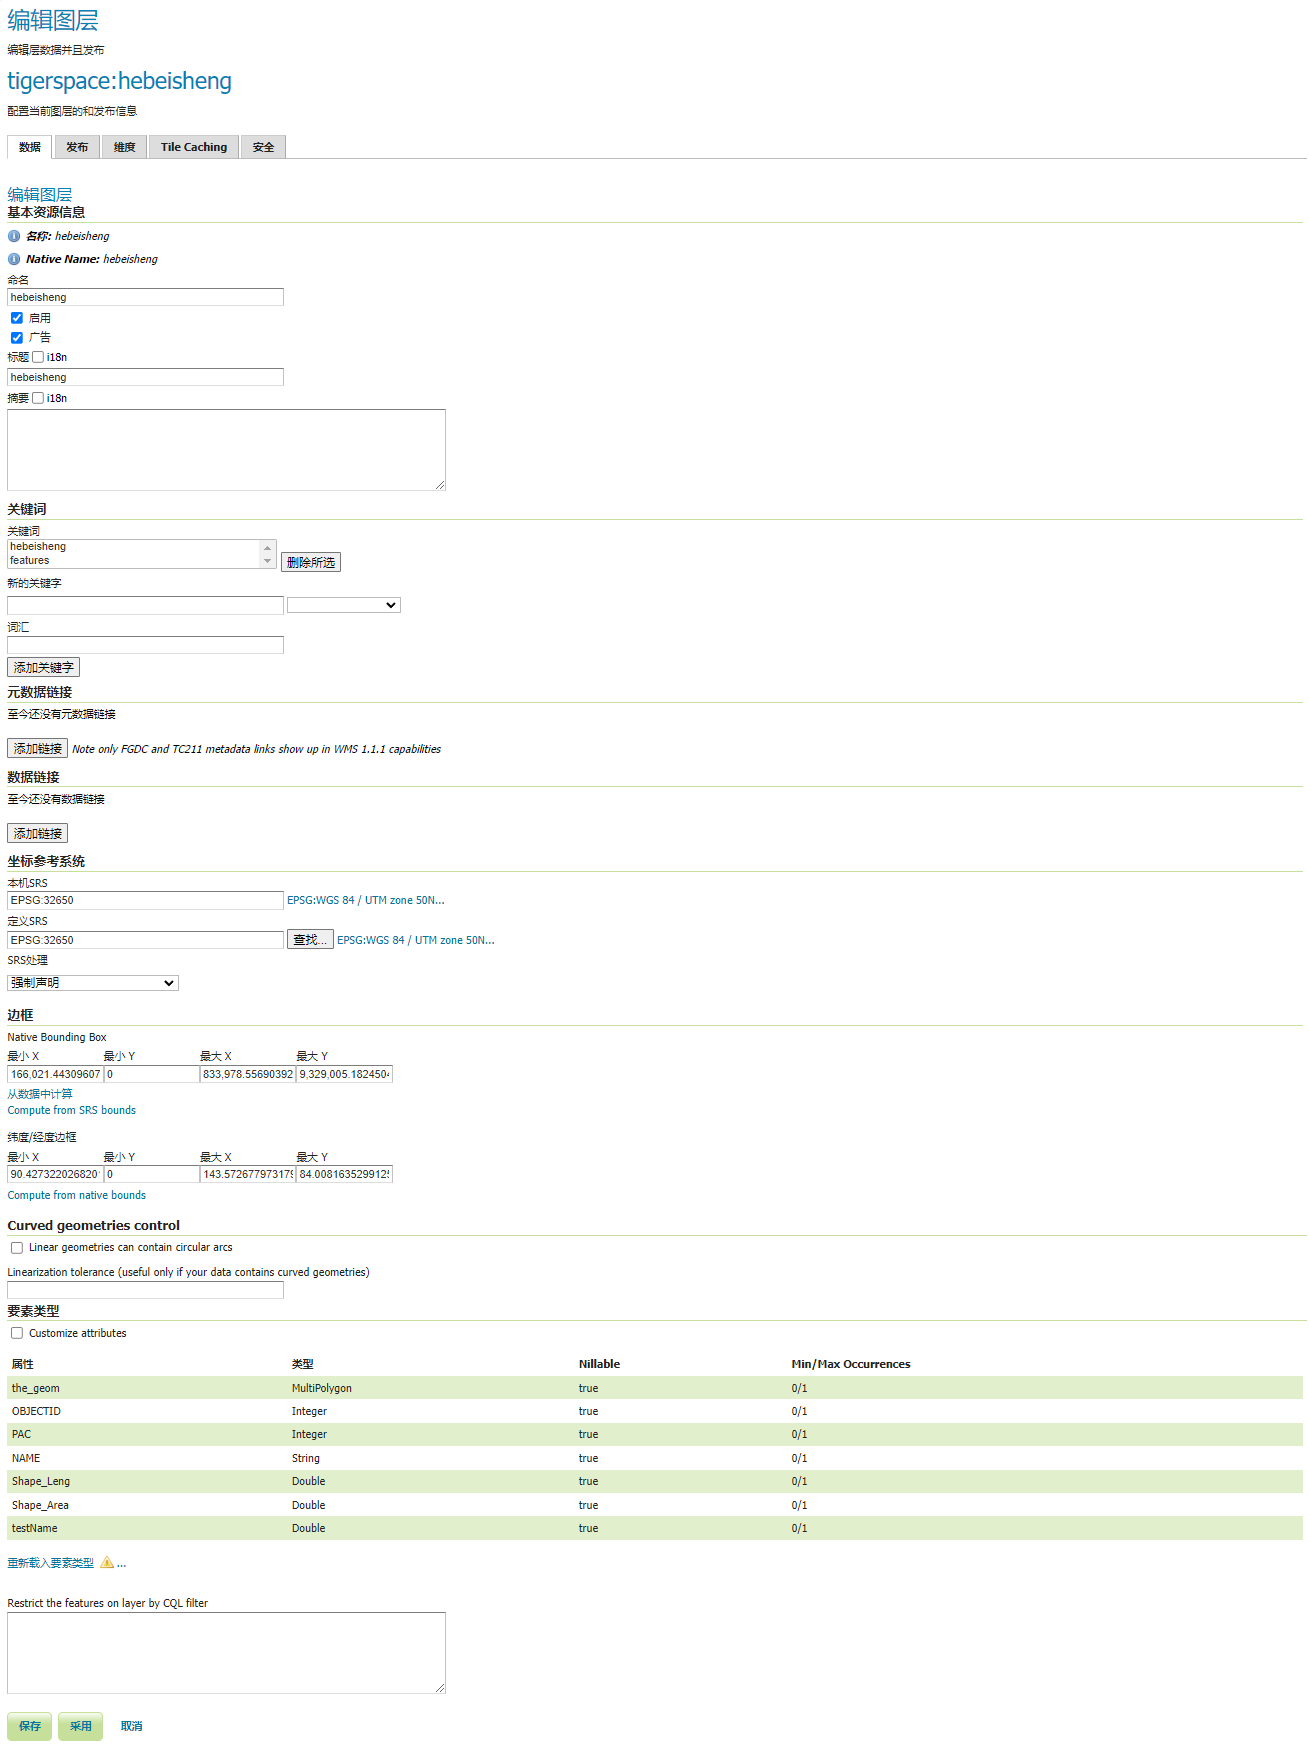 编辑图层
编辑层数据并且发布
tigerspace:hebeisheng
配置当前图层的和发布信息
数据 发布 维度 Tile Caching 安全
编辑图层
基本资源信息
名称: hebeisheng
Native Name: hebeisheng
命名
hebeisheng
启用
广告
标题 i18n
hebeisheng
摘要 i18n
关键词
关键词
hebeisheng
features
删除所选
新的关键字
词汇
添加关键字
元数据链接
至今还没有元数据链接
添加链接 Note only FGDC and TC211 metadata links show up in WMS 1.1.1 capabilities
数据链接
至今还没有数据链接
添加链接
坐标参考系统
本机SRS
EPSG:32650 EPSG:WGS 84 / UTM zone 50N...
定义SRS
EPSG:32650 查找... EPSG:WGS 84 / UTM zone 50N...
SRS处理
强制声明
边框
Native Bounding Box
最小 X 最小 Y 最大 X 最大 Y
166,021.44309607 0 833,978.55690392 9,329,005.1824504
从数据中计算
Compute from SRS bounds
纬度/经度边框
最小 X 最小 Y 最大 X 最大 Y
90.427322026820 0 143.572677973179 84.0081635299125
Compute from native bounds
Curved geometries control
Linear geometries can contain circular arcs
Linearization tolerance (useful only if your data contains curved geometries)
要素类型
Customize attributes
属性 类型 Nillable Min/Max Occurrences
the_geom MultiPolygon true 0/1
OBJECTID Integer true 0/1
PAC Integer true 0/1
NAME String true 0/1
Shape_Leng Double true 0/1
Shape_Area Double true 0/1
testName Double true 0/1
重新载入要素类型 ...
Restrict the features on layer by CQL filter
保存 采用 取消